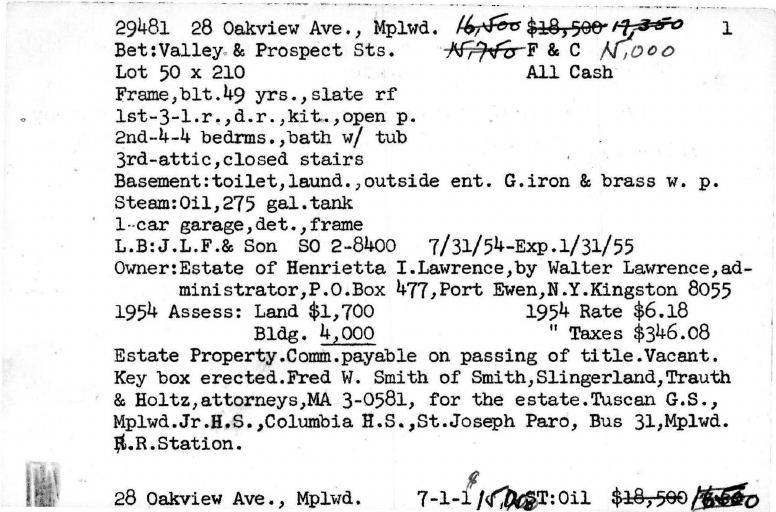 29481 28 Oakview Ave., Mplwd. 16,500 $18,500 17,350 1
Bet:Valley & Prospect Sts. 15,750 F & C 15,000
Lot 50 x 210 All Cash
Frame,blt.49 yrs.,slate rf
1st-3-l.r.,d.r.,kit.,open p.
2nd-4-4 bedrms.,bath w/ tub
3rd-attic,closed stairs
Basement:toilet,laund.,outside ent. G.iron & brass w. p.
Steam:Oil,275 gal.tank
1-car garage,det.,frame
L.B:J.L.F.& Son SO 2-8400 7/31/54-Exp.1/31/55
Owner:Estate of Henrietta I.Lawrence,by Walter Lawrence,ad-
ministrator,P.O.Box 477,Port Ewen,N.Y.Kingston 8055
1954 Assess: Land $1,700 1954 Rate $6.18
Bldg. 4,000 " Taxes $346.08
Estate Property.Comm.payable on passing of title.Vacant.
Key box erected.Fred W. Smith of Smith,Slingerland,Trauth
& Holtz,attorneys,MA 3-0581, for the estate.Tuscan G.S.,
Mplwd.Jr.H.S.,Columbia H.S.,St.Joseph Paro, Bus 31,Mplwd.
R.R.Station.
28 Oakview Ave., Mplwd. 7-1-1 $15,000 ST:Oil $18,500